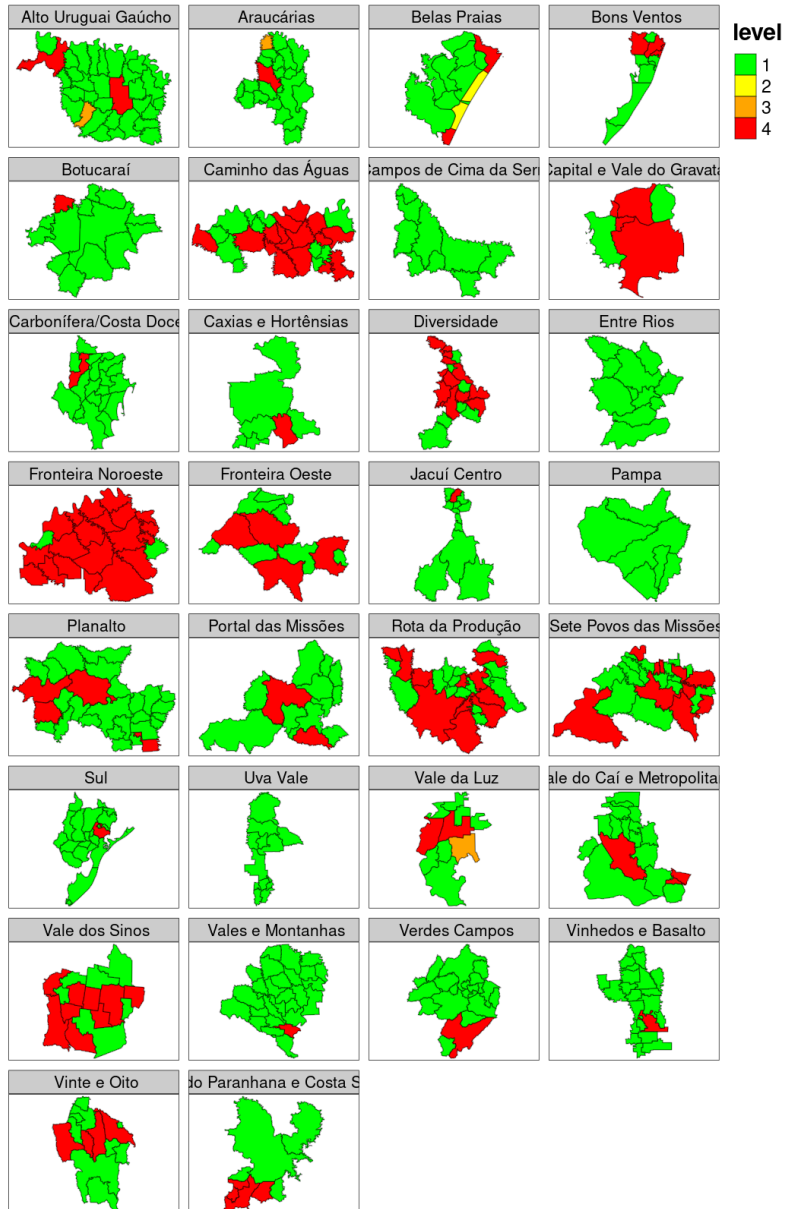 Alto Uruguai Gaúcho
Araucárias
Belas Praias
Bons Ventos
level
1
2
3
4
Botucaraí
Caminho das Águas
Campos de Cima da Serr
Capital e Vale do Gravata
Carbonífera/Costa Doce
Caxias e Hortênsias
Diversidade
Entre Rios
Fronteira Noroeste
Fronteira Oeste
Jacuí Centro
Pampa
Planalto
Portal das Missões
Rota da Produção
Sete Povos das Missões
Sul
Uva Vale
Vale da Luz
ale do Caí e Metropolita
Vale dos Sinos
Vales e Montanhas
Verdes Campos
Vinhedos e Basalto
Vinte e Oito
do Paranhana e Costa S